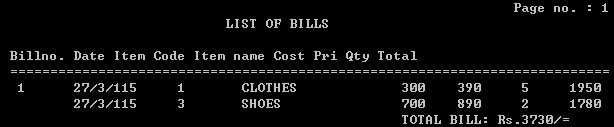 Page no. : 1
LIST OF BILLS
Billno. Date Item Code Item name Cost Pri Qty Total
================================================================================
1 27/3/115 1 CLOTHES 300 390 5 1950
27/3/115 3 SHOES 700 890 2 1780
TOTAL BILL: Rs.3730/=